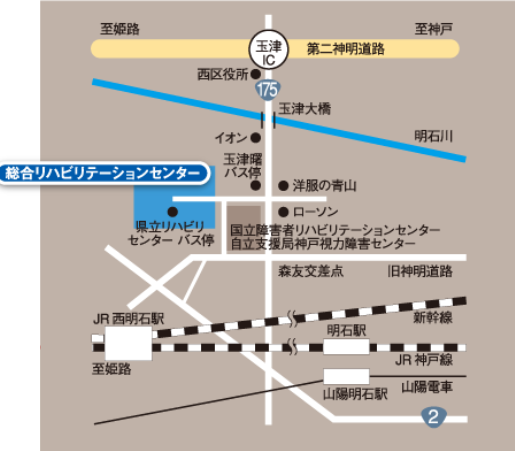 至姫路
至神戸
玉津
IC
第二神明道路
西区役所
175
玉津大橋
明石川
イオン
玉津曙
バス停
総合リハビリテーションセンター
洋服の青山
ローソン
県立リハビリ
センター バス停
国立障害者リハビリテーションセンター
自立支援局神戸視力障害センター
森友交差点
旧神明道路
JR 西明石駅
新幹線
明石駅
JR 神戸線
至姫路
山陽明石駅
山陽電車
2